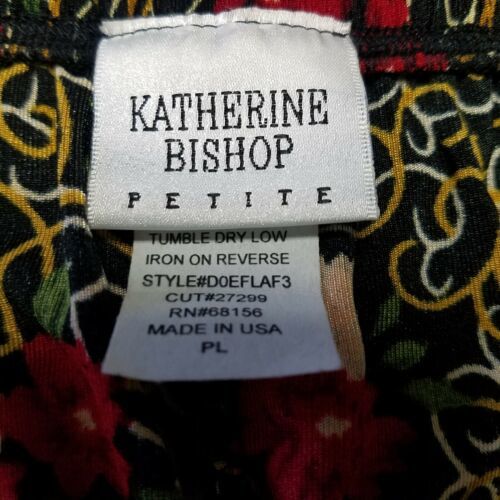 KATHERINE
BISHOP
PETITE
TUMBLE DRY LOW
IRON ON REVERSE
STYLE#D0EFLAF3
CUT#27299
RN#68156
MADE IN USA
PL